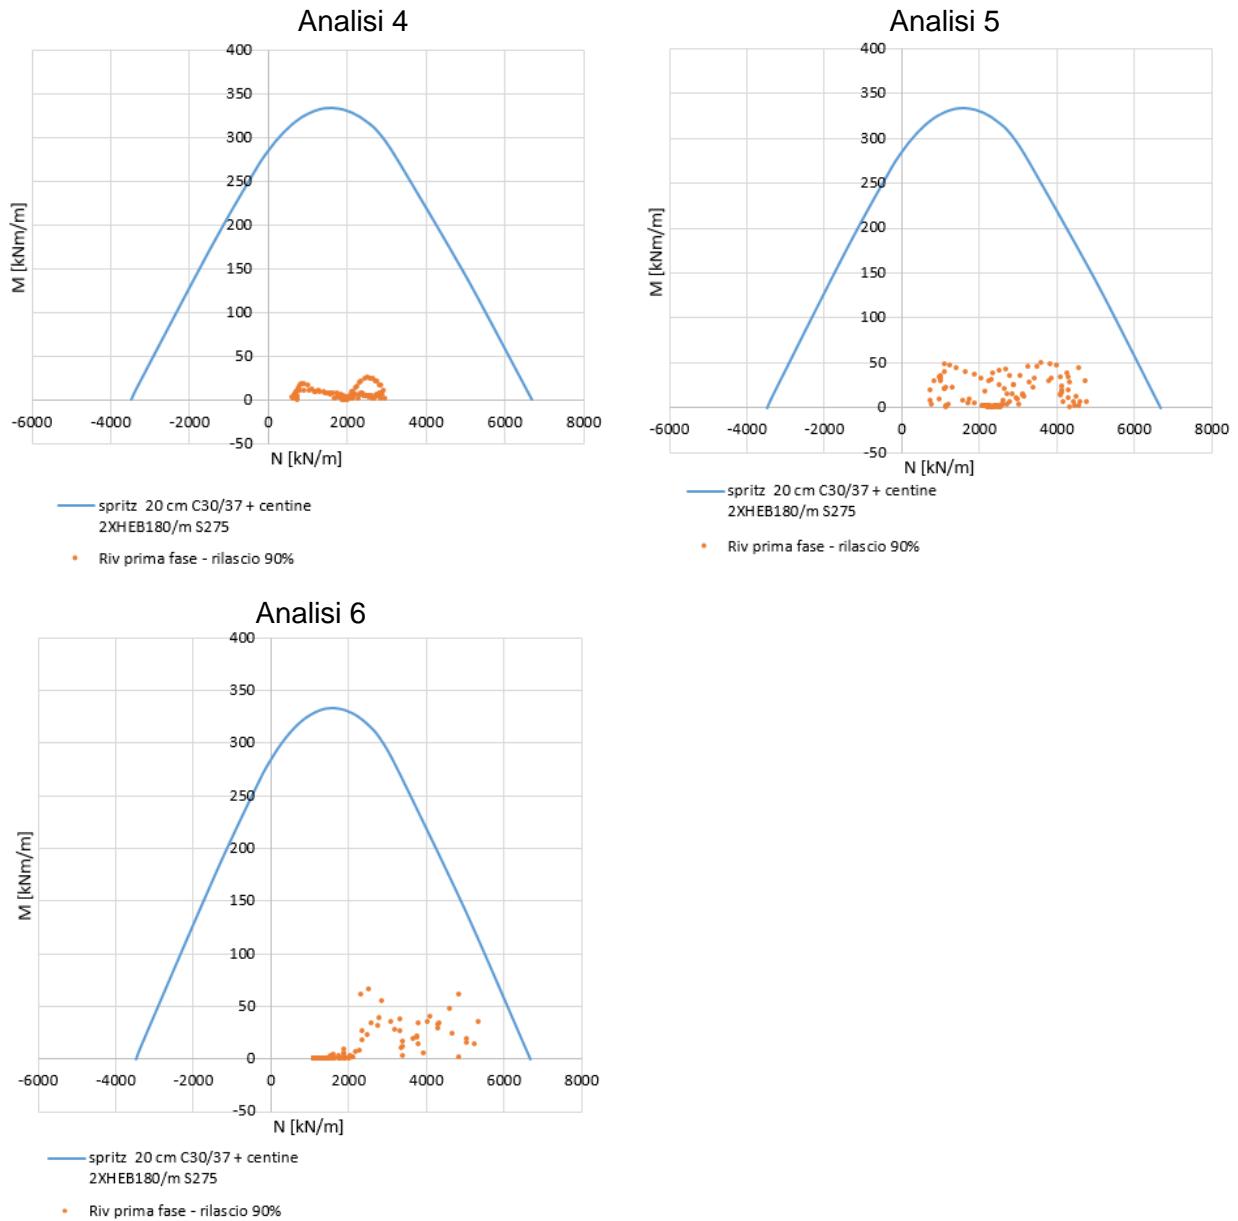 Analisi 4
400
350
300
250
200
150
100
50
0
-50
-6000 -4000 -2000 0 2000 4000 6000 8000
M [kNm/m]
N [kN/m]
spritz 20 cm C30/37 + centine
2XHEB180/m S275
Riv prima fase - rilascio 90%
Analisi 5
400
350
300
250
200
150
100
50
0
-50
-6000 -4000 -2000 0 2000 4000 6000 8000
M [kNm/m]
N [kN/m]
spritz 20 cm C30/37 + centine
2XHEB180/m S275
Riv prima fase - rilascio 90%
Analisi 6
400
350
300
250
200
150
100
50
0
-50
-6000 -4000 -2000 0 2000 4000 6000 8000
M [kNm/m]
N [kN/m]
spritz 20 cm C30/37 + centine
2XHEB180/m S275
Riv prima fase - rilascio 90%